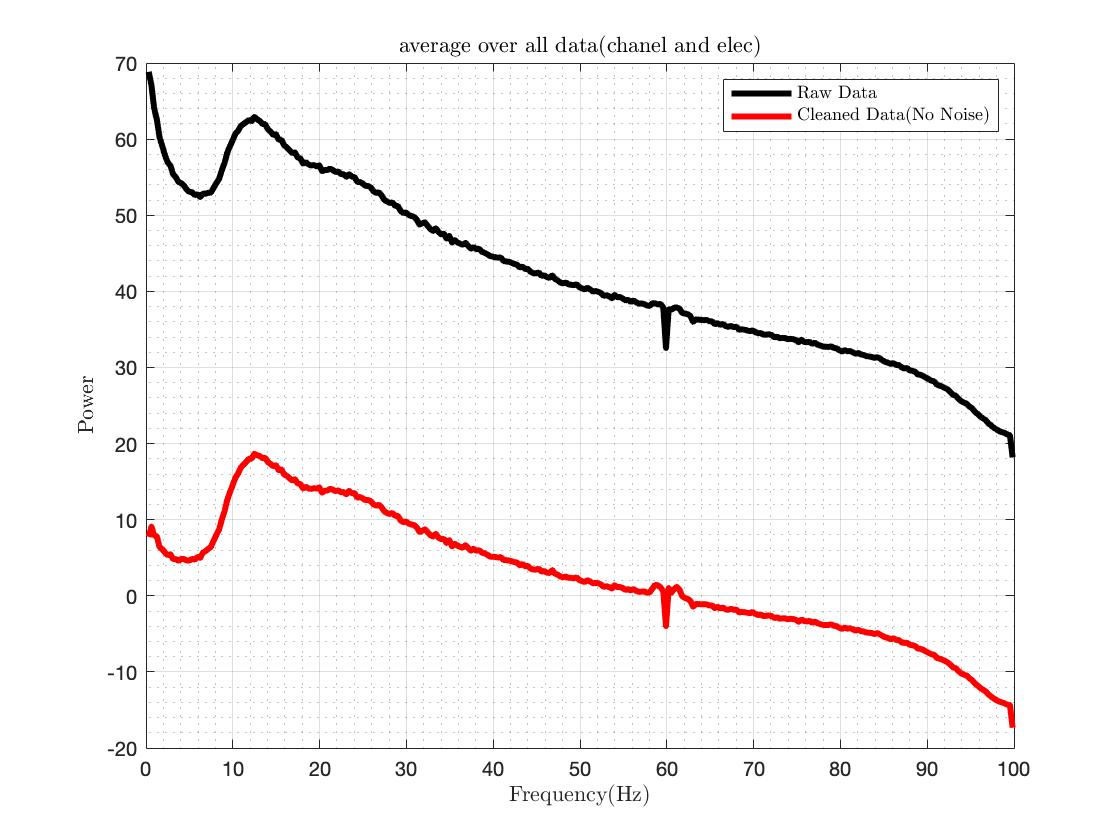 average over all data(chanel and elec)
Raw Data
Cleaned Data(No Noise)
70
60
50
40
30
20
10
0
-10
-20
Power
0 10 20 30 40 50 60 70 80 90 100
Frequency(Hz)